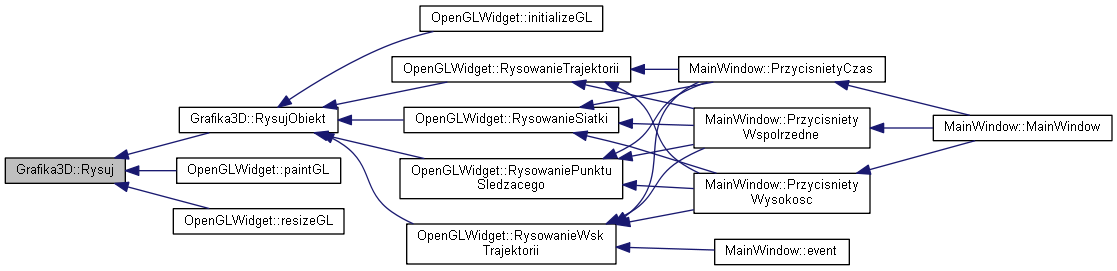 Grafika3D::Rysuj
Grafika3D::RysujObiekt
OpenGLWidget::paintGL
OpenGLWidget::resizeGL
OpenGLWidget::initializeGL
OpenGLWidget::RysowanieTrajektorii
OpenGLWidget::RysowanieSiatki
OpenGLWidget::RysowaniePunktu
Sledzacego
OpenGLWidget::RysowanieWsk
Trajektorii
MainWindow::PrzycisnietyCzas
MainWindow::Przycisniety
Wspolrzedne
MainWindow::Przycisniety
Wysokosc
MainWindow::event
MainWindow::MainWindow